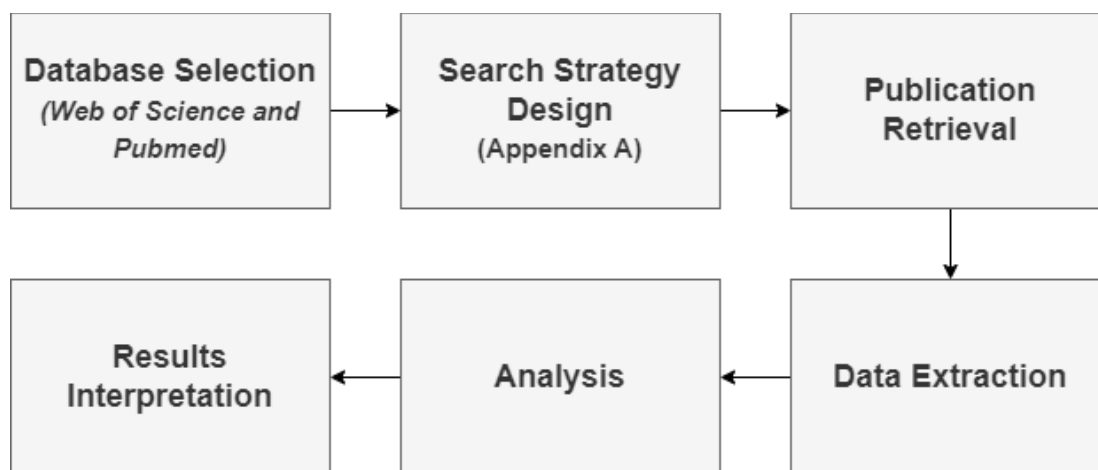 Database Selection
(Web of Science and
Pubmed)
Search Strategy
Design
(Appendix A)
Publication
Retrieval
Data Extraction
Analysis
Results
Interpretation